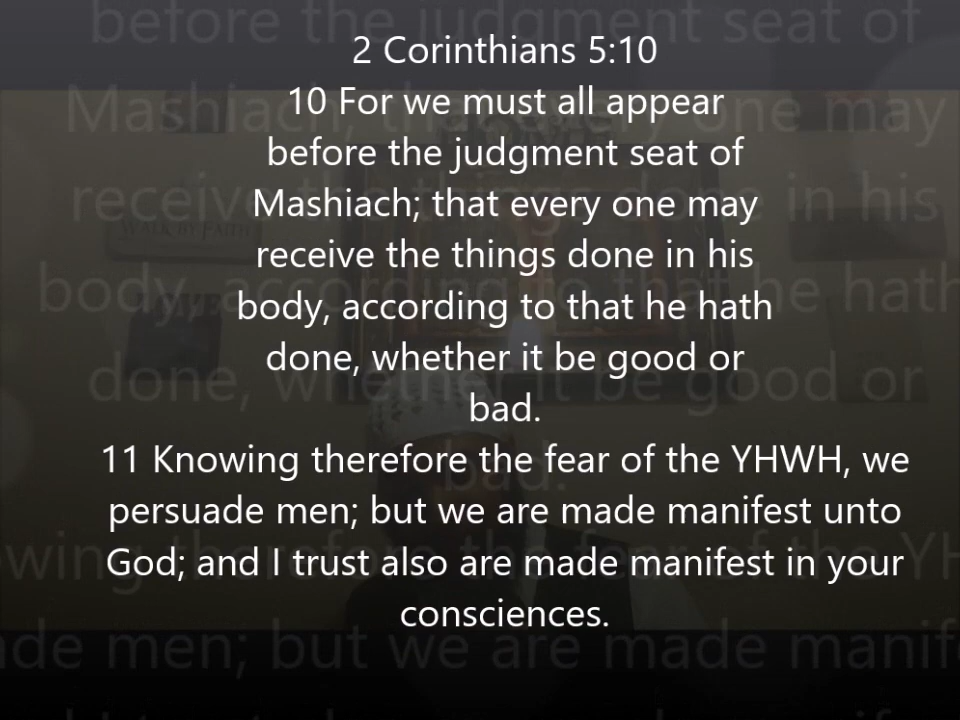 2 Corinthians 5:10
10 For we must all appear
before the judgment seat of
Mashiach; that every one may
receive the things done in his
body, according to that he hath
done, whether it be good or
bad.
11 Knowing therefore the fear of the YHWH, we
persuade men; but we are made manifest unto
God; and I trust also are made manifest in your
consciences.